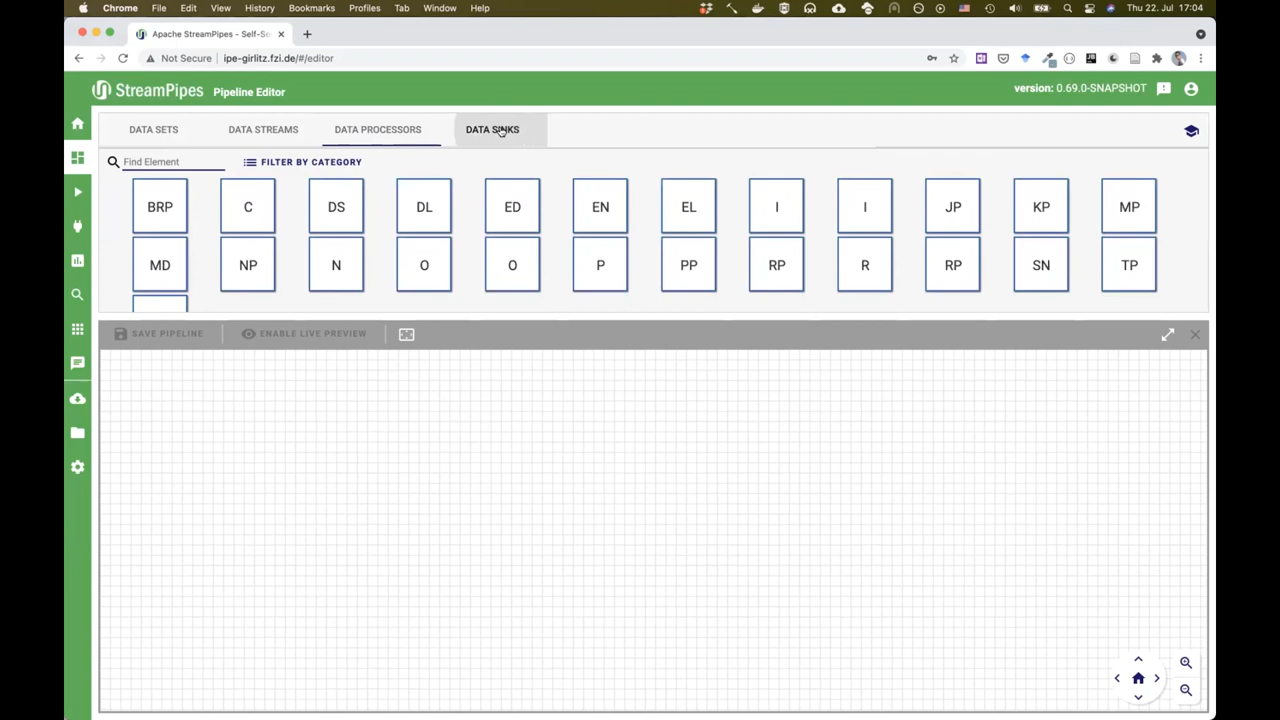 Chrome File Edit View History Bookmarks Profiles Tab Window Help Thu 22. Jul 17:04
Apache StreamPipes - Self-Se
Not Secure ipe-girlitz.fzi.de/#/editor
StreamPipes Pipeline Editor version: 0.69.0-SNAPSHOT
DATA SETS DATA STREAMS DATA PROCESSORS DATA SINKS
Find Element FILTER BY CATEGORY
BRP C DS DL ED EN EL I I JP KP MP
MD NP N O O P PP RP R RP SN TP
SAVE PIPELINE ENABLE LIVE PREVIEW